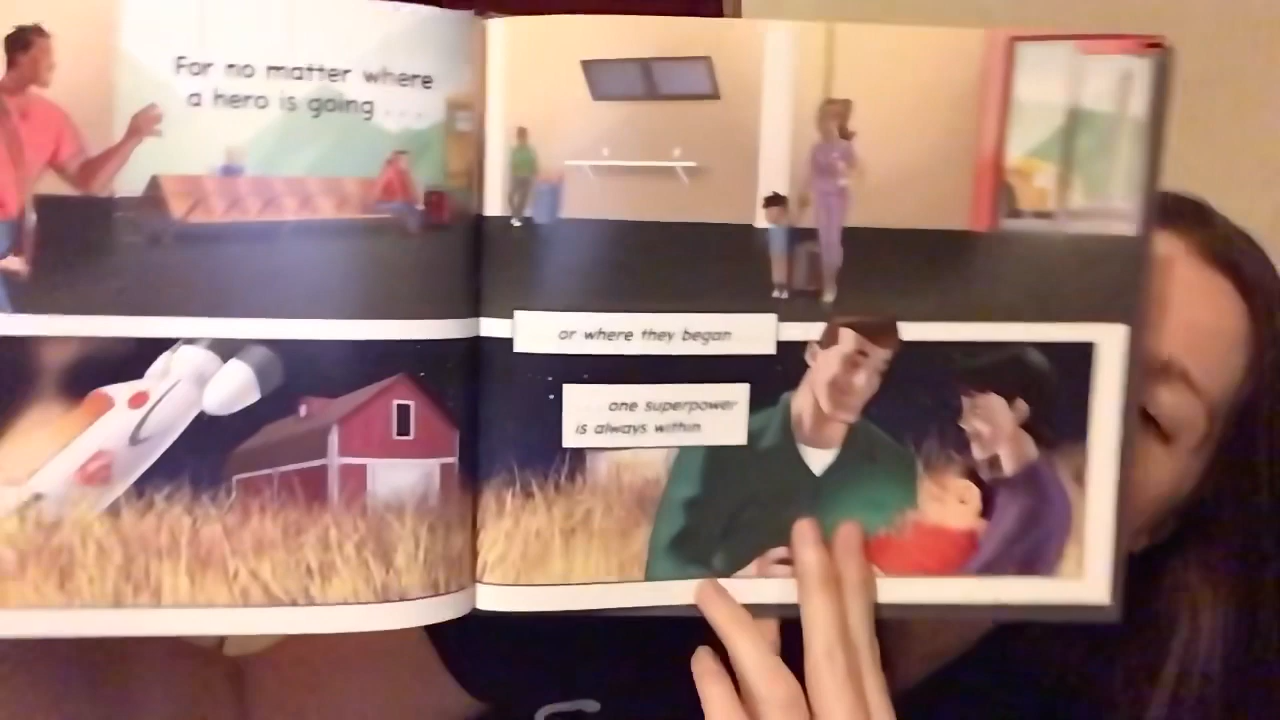 For no matter where
a hero is going . . .
or where they began
. . . one superpower
is always within